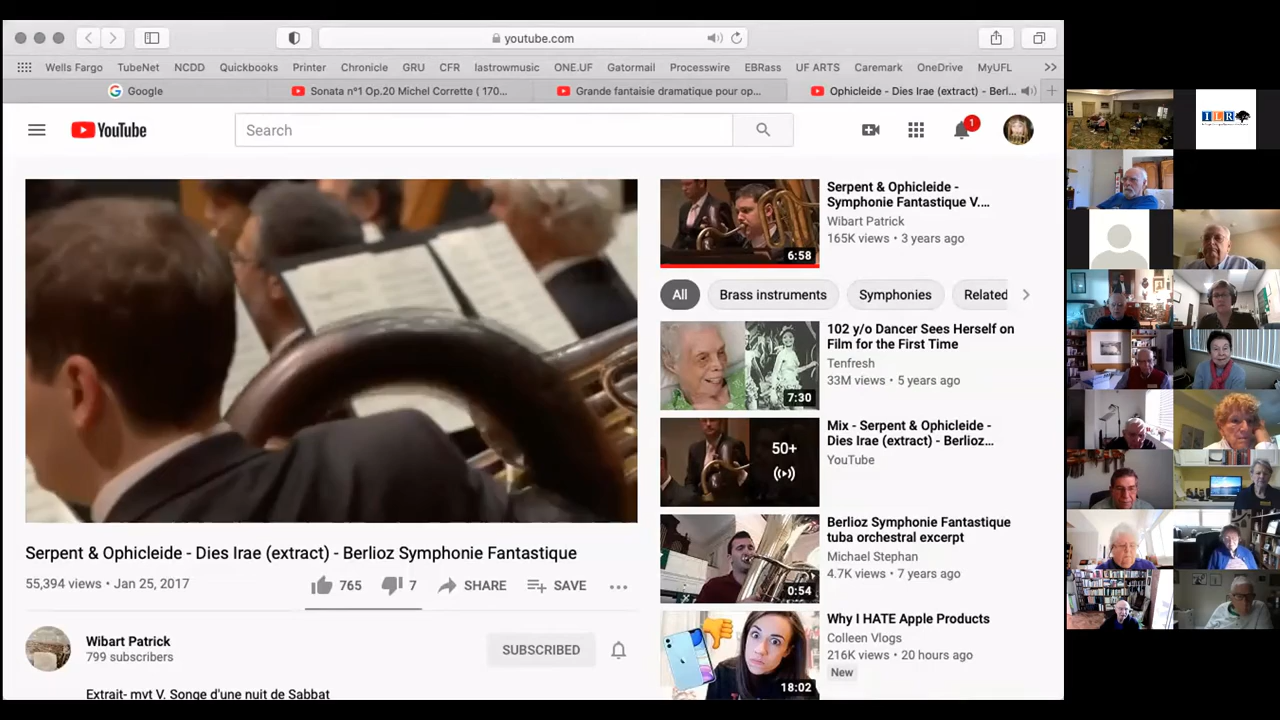 youtube.com
Wells Fargo TubeNet NCDD Quickbooks Printer Chronicle GRU CFR lastrowmusic ONE.UF Gatormail Processwire EBRass UF ARTS Caremark OneDrive MyUFL >>
Google Sonata nº1 Op.20 Michel Corrette ( 170... Grande fantaisie dramatique pour op... Ophicleide - Dies Irae (extract) - Berl...
YouTube
Search
1
Serpent & Ophicleide -
Symphonie Fantastique V....
Wibart Patrick
165K views • 3 years ago
6:58
All Brass instruments Symphonies Related
102 y/o Dancer Sees Herself on
Film for the First Time
Tenfresh
33M views • 5 years ago
7:30
Mix - Serpent & Ophicleide -
Dies Irae (extract) - Berlioz...
YouTube
50+
Berlioz Symphonie Fantastique
tuba orchestral excerpt
Michael Stephan
4.7K views • 7 years ago
0:54
Why I HATE Apple Products
Colleen Vlogs
216K views • 20 hours ago
New
18:02
Serpent & Ophicleide - Dies Irae (extract) - Berlioz Symphonie Fantastique
55,394 views • Jan 25, 2017
765 7 SHARE SAVE
Wibart Patrick
799 subscribers
SUBSCRIBED
Extrait- mvt V. Songe d'une nuit de Sabbat
ILR